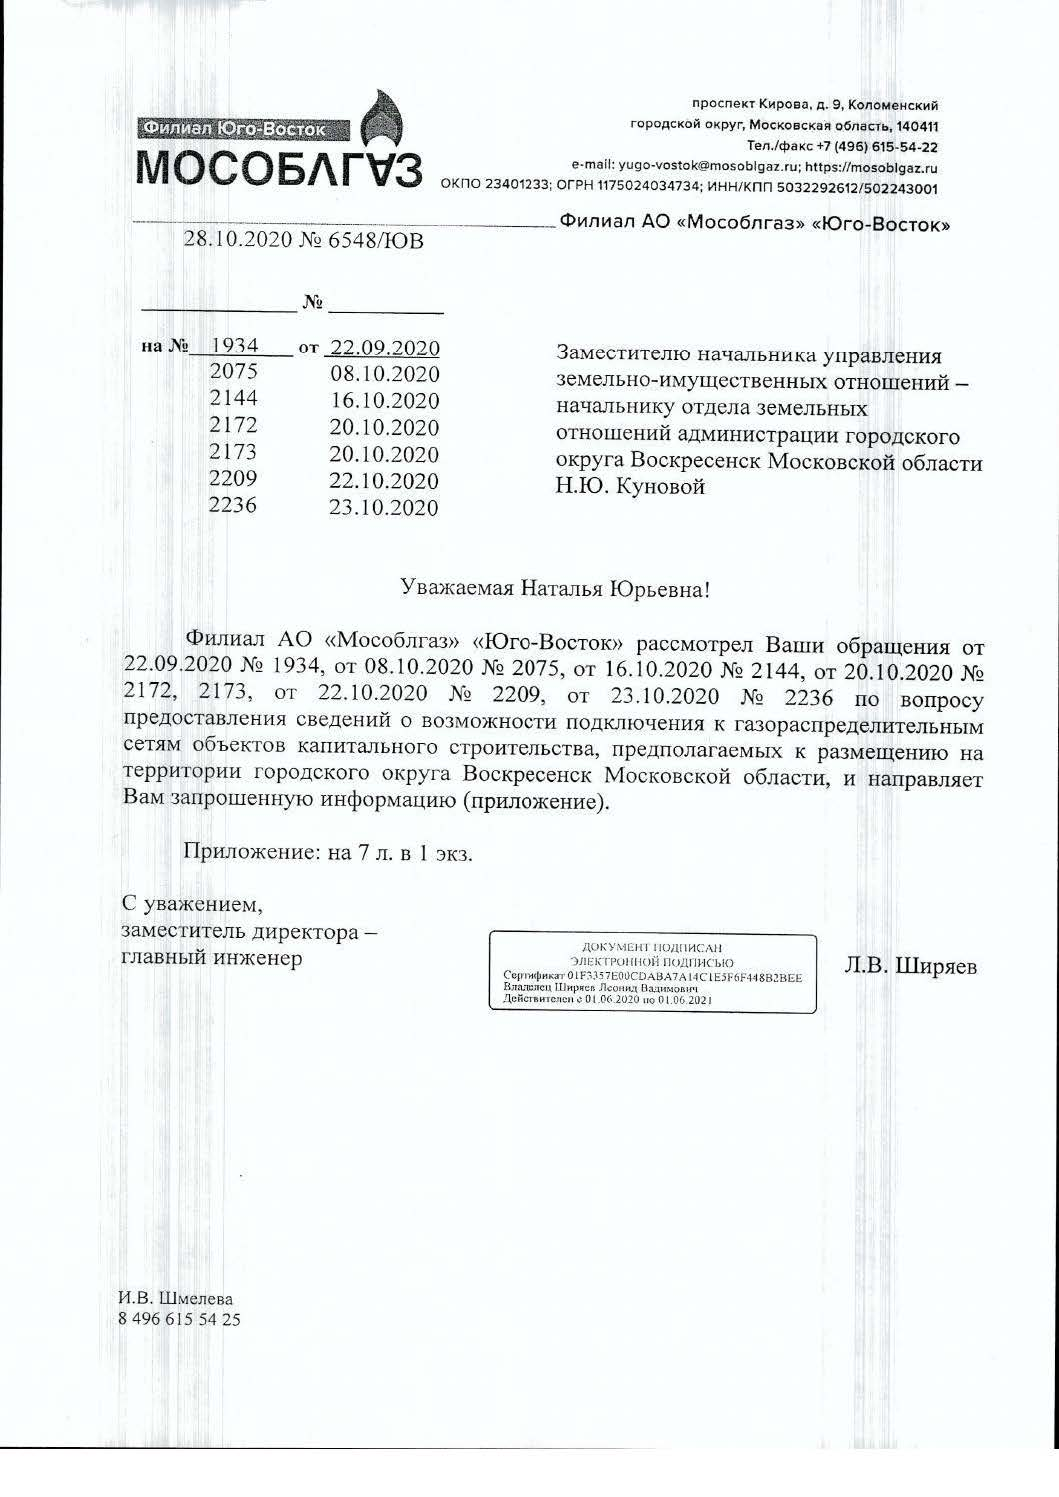 Филиал Юго-Восток
МОСОБЛГАЗ
проспект Кирова, д. 9, Коломенский
городской округ, Московская область, 140411
Тел./факс +7 (496) 615-54-22
e-mail: yugo-vostok@mosoblgaz.ru; https://mosoblgaz.ru
ОКПО 23401233; ОГРН 1175024034734; ИНН/КПП 5032292612/502243001
Филиал АО «Мособлгаз» «Юго-Восток»
28.10.2020 № 6548/ЮВ
№
на № 1934 от 22.09.2020
2075 08.10.2020
2144 16.10.2020
2172 20.10.2020
2173 20.10.2020
2209 22.10.2020
2236 23.10.2020
Заместителю начальника управления
земельно-имущественных отношений –
начальнику отдела земельных
отношений администрации городского
округа Воскресенск Московской области
Н.Ю. Куновой
Уважаемая Наталья Юрьевна!
Филиал АО «Мособлгаз» «Юго-Восток» рассмотрел Ваши обращения от
22.09.2020 № 1934, от 08.10.2020 № 2075, от 16.10.2020 № 2144, от 20.10.2020 №
2172, 2173, от 22.10.2020 № 2209, от 23.10.2020 № 2236 по вопросу
предоставления сведений о возможности подключения к газораспределительным
сетям объектов капитального строительства, предполагаемых к размещению на
территории городского округа Воскресенск Московской области, и направляет
Вам запрошенную информацию (приложение).
Приложение: на 7 л. в 1 экз.
С уважением,
заместитель директора –
главный инженер
ДОКУМЕНТ ПОДПИСАН
ЭЛЕКТРОННОЙ ПОДПИСЬЮ
Сертификат 01F3357E00CDABA7A14C1E5F6F448B2BEE
Владелец Ширяев Леонид Вадимович
Действителен с 01.06.2020 по 01.06.2021
Л.В. Ширяев
И.В. Шмелева
8 496 615 54 25